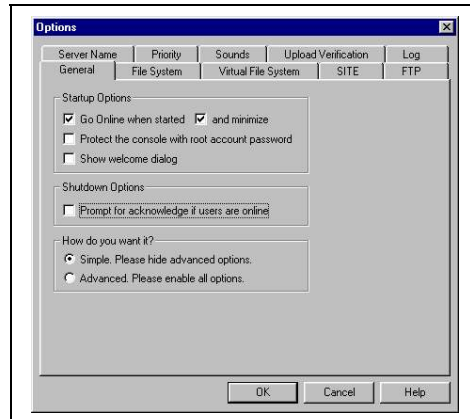 Options
Server Name Priority Sounds Upload Verification Log
General File System Virtual File System SITE FTP
Startup Options
Go Online when started and minimize
Protect the console with root account password
Show welcome dialog
Shutdown Options
Prompt for acknowledge if users are online
How do you want it?
Simple. Please hide advanced options.
Advanced. Please enable all options.
OK Cancel Help